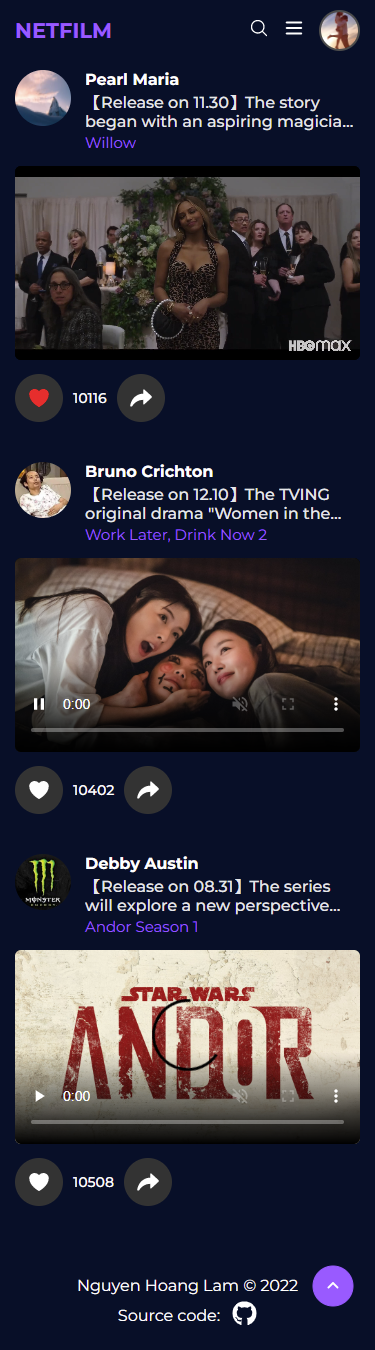 NETFILM
Pearl Maria
【Release on 11.30】The story
began with an aspiring magicia...
Willow
HBOmax
10116
Bruno Crichton
【Release on 12.10】The TVING
original drama "Women in the...
Work Later, Drink Now 2
0:00
10402
MONSTER
ENERGY
Debby Austin
【Release on 08.31】The series
will explore a new perspective...
Andor Season 1
STAR WARS
ANDOR
0:00
10508
Nguyen Hoang Lam © 2022
Source code: